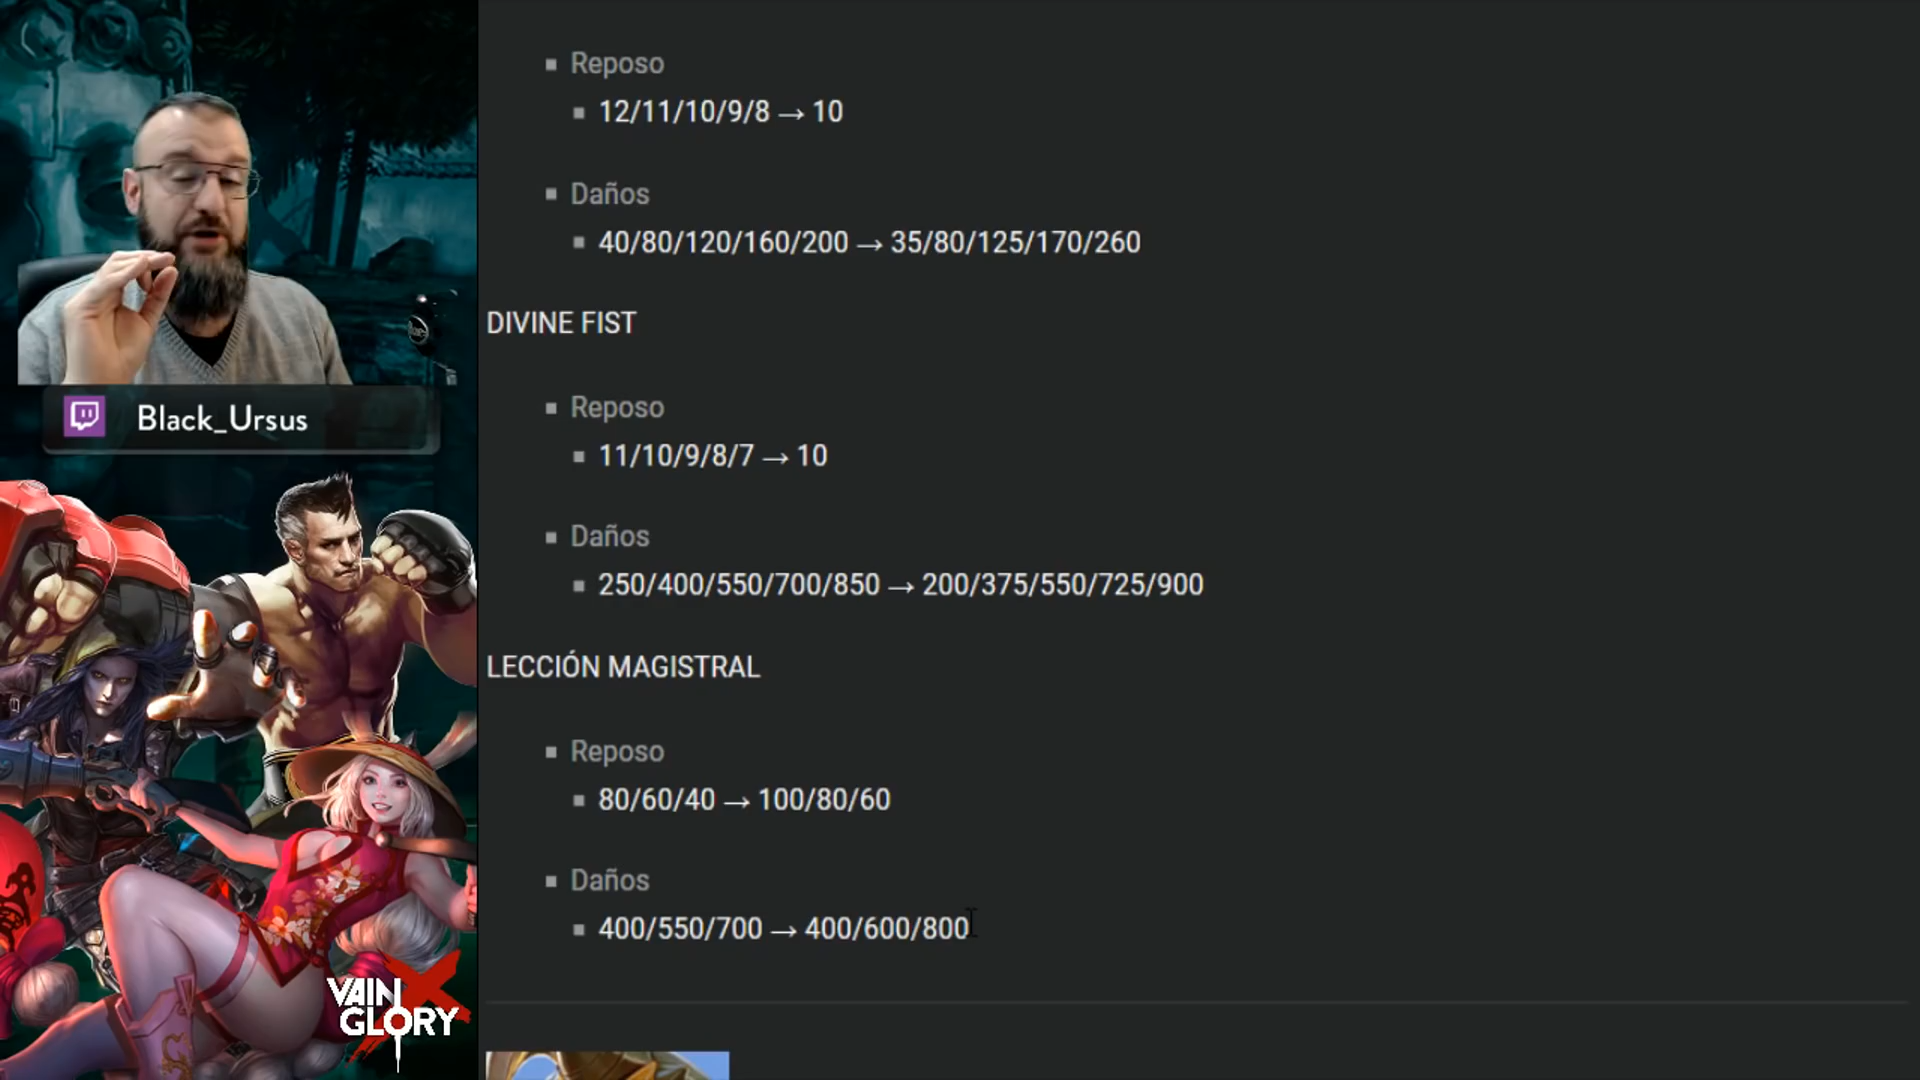 Reposo
12/11/10/9/8 → 10
Daños
40/80/120/160/200 → 35/80/125/170/260
DIVINE FIST
Reposo
11/10/9/8/7 → 10
Daños
250/400/550/700/850 → 200/375/550/725/900
LECCIÓN MAGISTRAL
Reposo
80/60/40 → 100/80/60
Daños
400/550/700 → 400/600/800
Black_Ursus
VAIN
GLORY